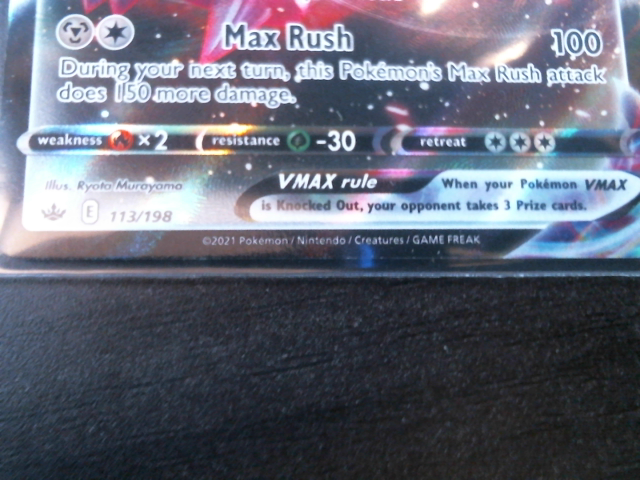 Max Rush 100
During your next turn, this Pokémon's Max Rush attack
does 150 more damage.
weakness ×2 resistance -30 retreat
Illus. Ryota Murayama
VMAX rule
When your Pokémon VMAX
is Knocked Out, your opponent takes 3 Prize cards.
E 113/198
©2021 Pokémon / Nintendo / Creatures / GAME FREAK